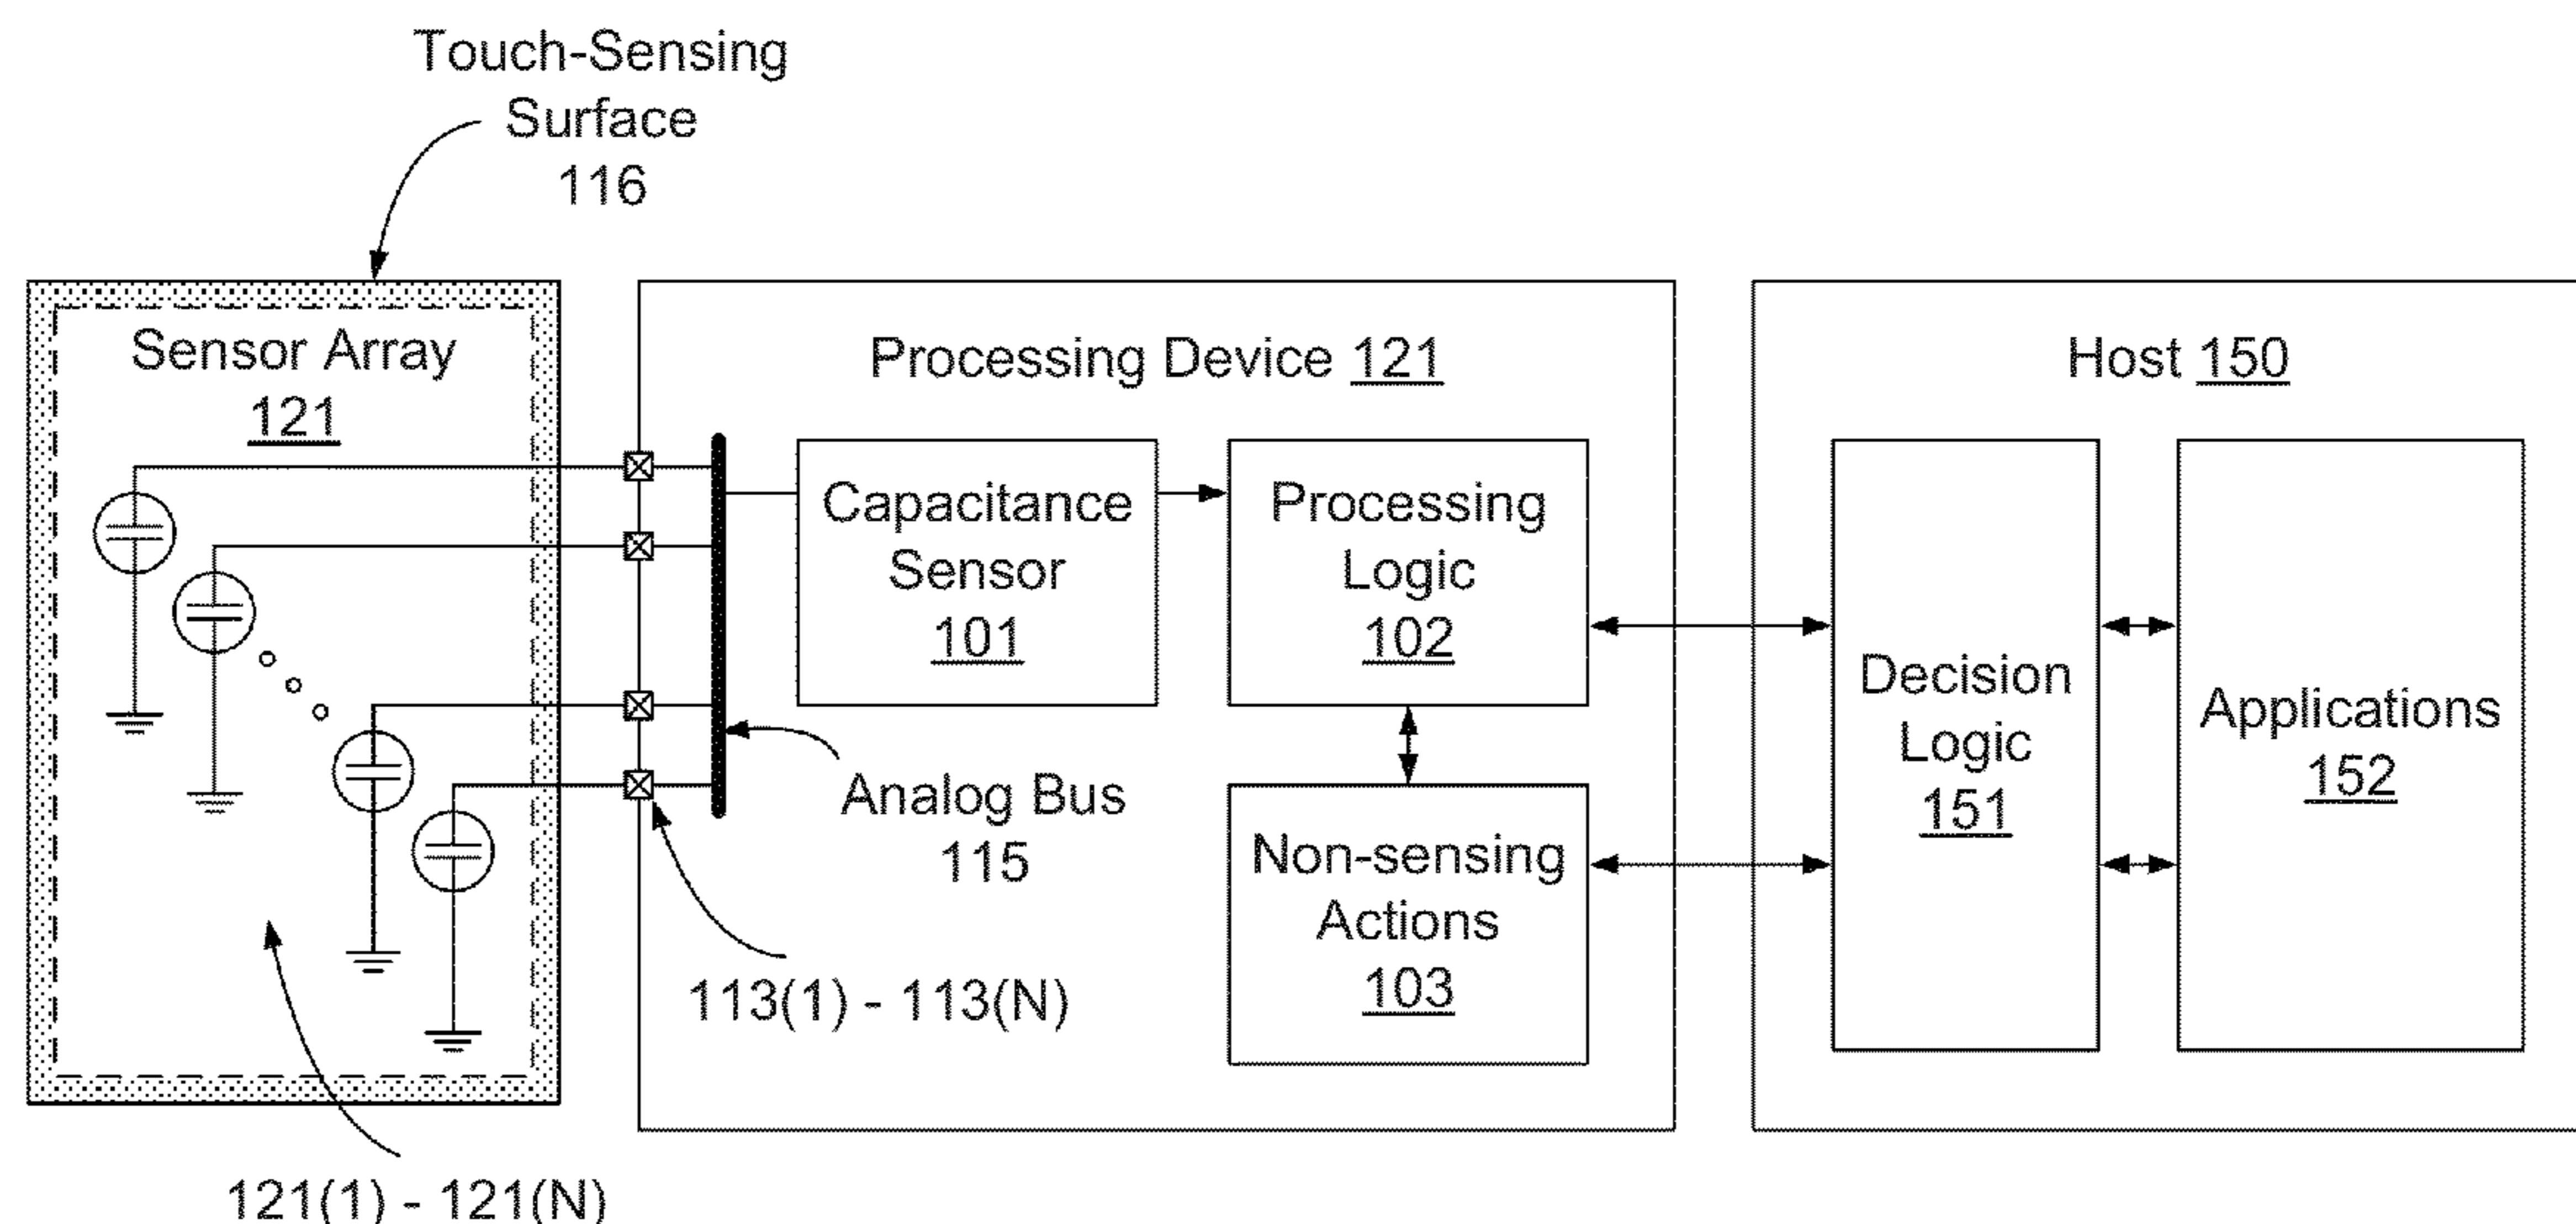 Touch-Sensing
Surface
116
Sensor Array
121
Processing Device 121
Host 150
Capacitance
Sensor
101
Processing
Logic
102
Decision
Logic
151
Applications
152
Analog Bus
115
Non-sensing
Actions
103
113(1) - 113(N)
121(1) - 121(N)